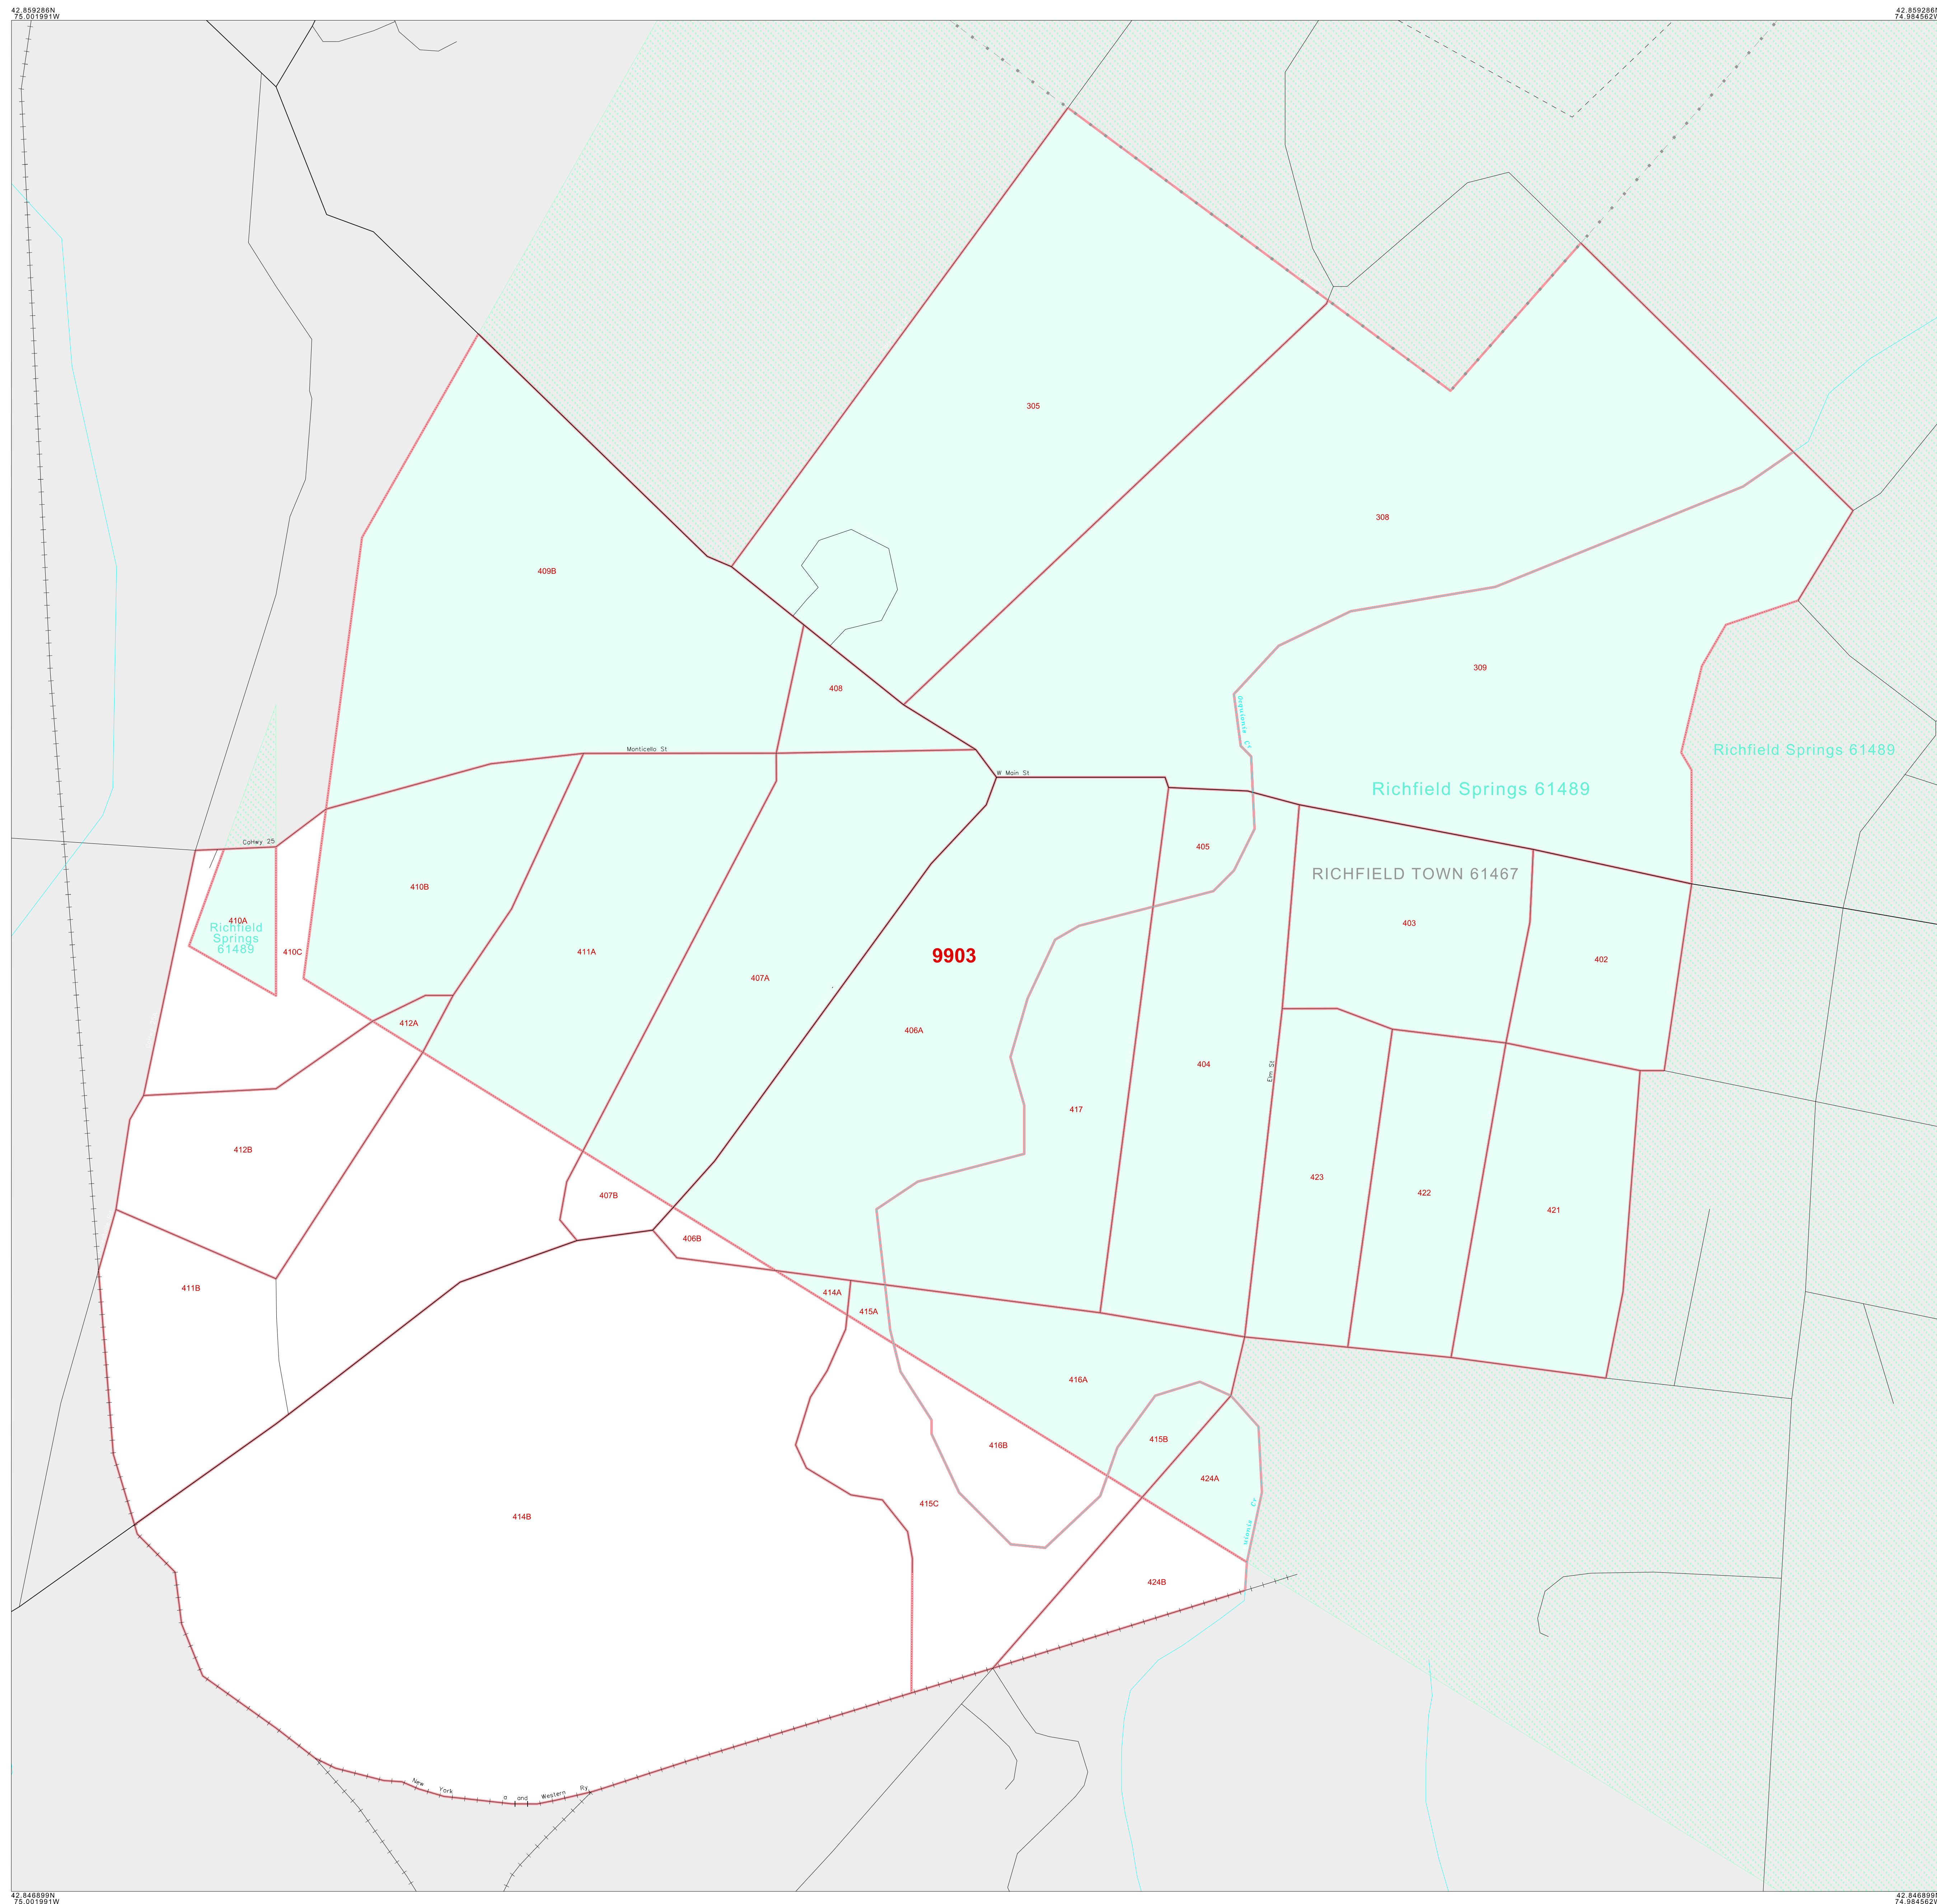 42.859286N
75.001991W
42.859286N
74.984562W
305
308
409B
309
408
Monticello St
W Main St
Richfield Springs 61489
Richfield Springs 61489
CoHwy 25
405
RICHFIELD TOWN 61467
410B
410A
Richfield
Springs
61489
403
410C
411A
9903
402
407A
412A
406A
404
Elm St
417
412B
423
422
407B
421
406B
411B
414A
415A
416A
415B
416B
424A
415C
414B
424B
New York
and Western Ry
42.846899N
75.001991W
42.846899N
74.984562W